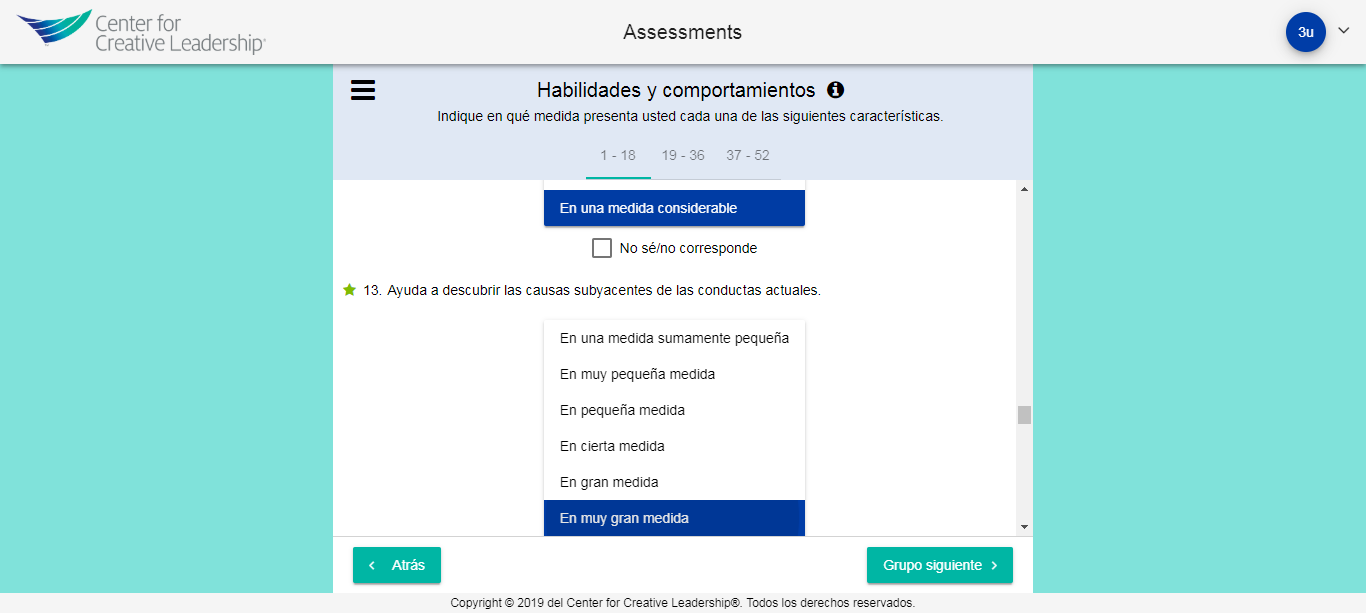 Center for
Creative Leadership®
Assessments
3u
Habilidades y comportamientos
Indique en qué medida presenta usted cada una de las siguientes características.
1 - 18 19 - 36 37 - 52
En una medida considerable
No sé/no corresponde
13. Ayuda a descubrir las causas subyacentes de las conductas actuales.
En una medida sumamente pequeña
En muy pequeña medida
En pequeña medida
En cierta medida
En gran medida
En muy gran medida
Atrás
Grupo siguiente
Copyright © 2019 del Center for Creative Leadership®. Todos los derechos reservados.